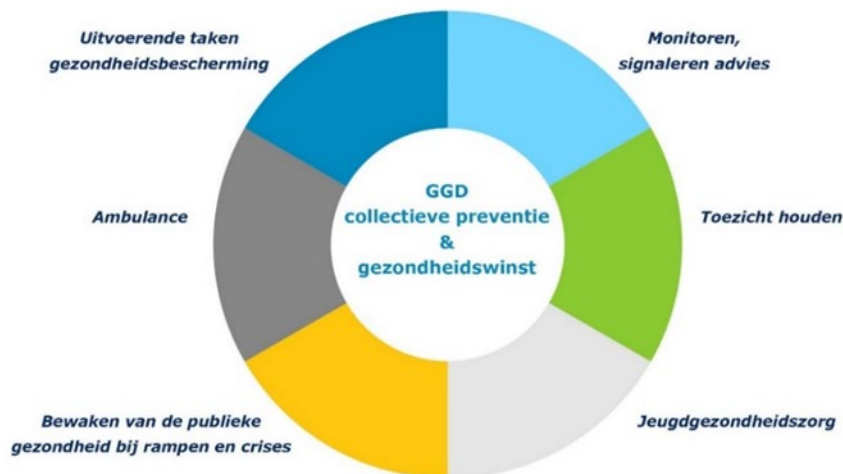 Uitvoerende taken
gezondheidsbescherming
Monitoren,
signaleren advies
GGD
collectieve preventie
&
gezondheidswinst
Ambulance
Toezicht houden
Bewaken van de publieke
gezondheid bij rampen en crises
Jeugdgezondheidszorg